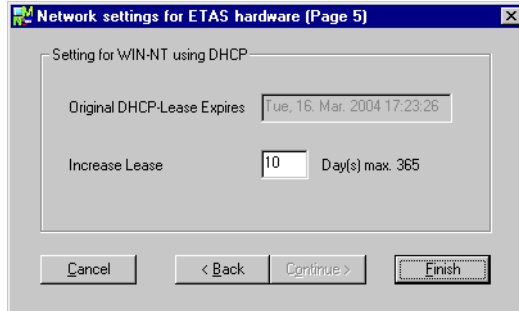 Network settings for ETAS hardware (Page 5)
Setting for WIN-NT using DHCP
Original DHCP-Lease Expires Tue, 16. Mar. 2004 17:23:26
Increase Lease 10 Day(s) max. 365
Cancel < Back Continue > Finish